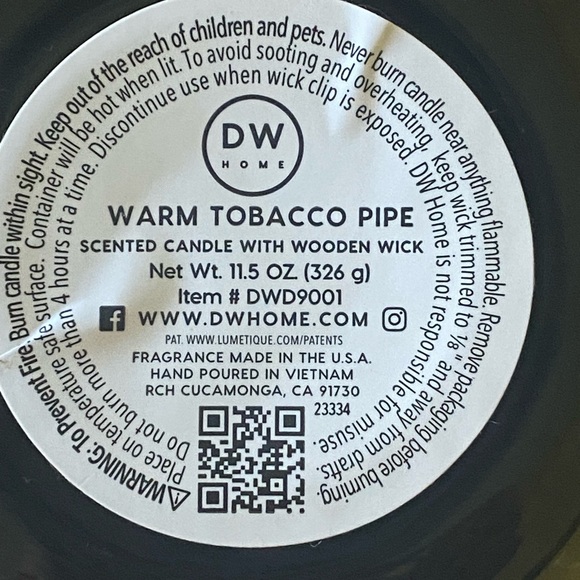 ⚠WARNING: To Prevent Fire: Burn candle within sight. Keep out of the reach of children and pets. Never burn candle near anything flammable. Remove packaging before burning.
Place on temperature safe surface. Container will be hot when lit. To avoid sooting and overheating, keep wick trimmed to ⅛" and away from drafts.
Do not burn more than 4 hours at a time. Discontinue use when wick clip is exposed. DW Home is not responsible for misuse.
DW
HOME
WARM TOBACCO PIPE
SCENTED CANDLE WITH WOODEN WICK
Net Wt. 11.5 OZ. (326 g)
Item # DWD9001
WWW.DWHOME.COM
PAT. WWW.LUMETIQUE.COM/PATENTS
FRAGRANCE MADE IN THE U.S.A.
HAND POURED IN VIETNAM
RCH CUCAMONGA, CA 91730
23334